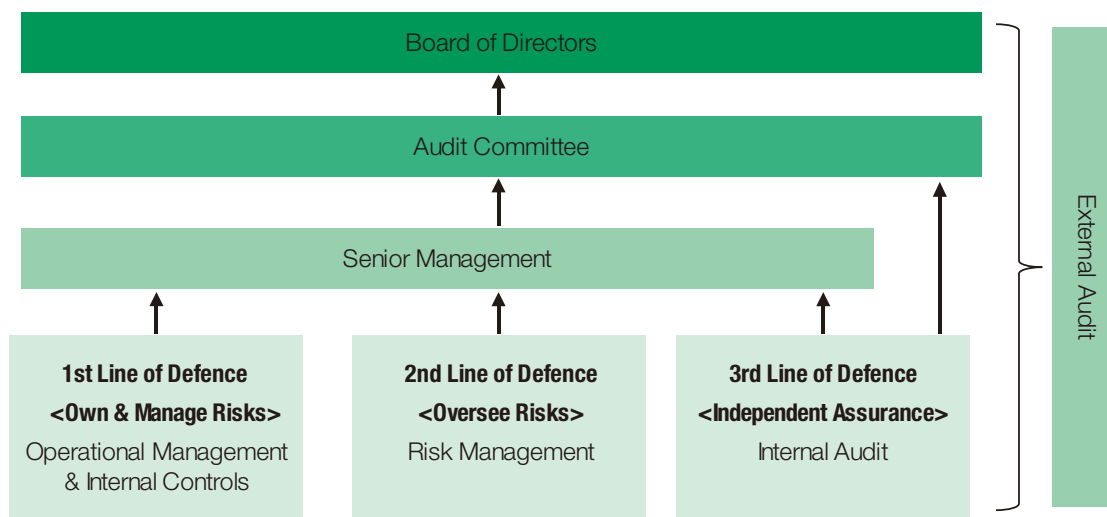 Board of Directors
Audit Committee
Senior Management
1st Line of Defence
<Own & Manage Risks>
Operational Management
& Internal Controls
2nd Line of Defence
<Oversee Risks>
Risk Management
3rd Line of Defence
<Independent Assurance>
Internal Audit
External Audit